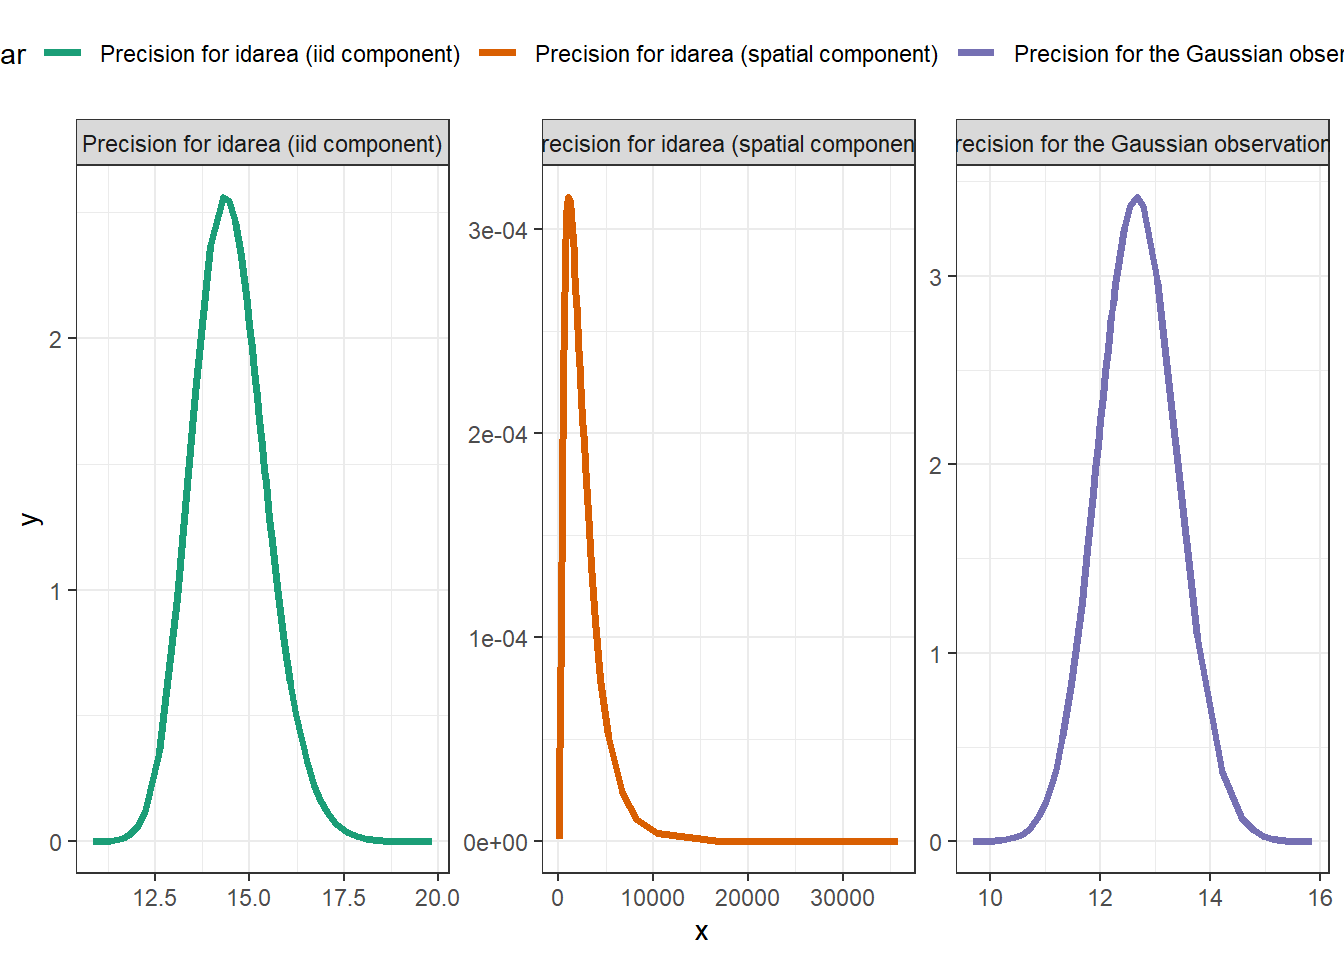 ar Precision for idarea (iid component) Precision for idarea (spatial component) Precision for the Gaussian obser
Precision for idarea (iid component) recision for idarea (spatial componen recision for the Gaussian observation
y
2
1
0
3e-04
2e-04
1e-04
0e+00
3
2
1
0
12.5 15.0 17.5 20.0 0 10000 20000 30000 10 12 14 16
x